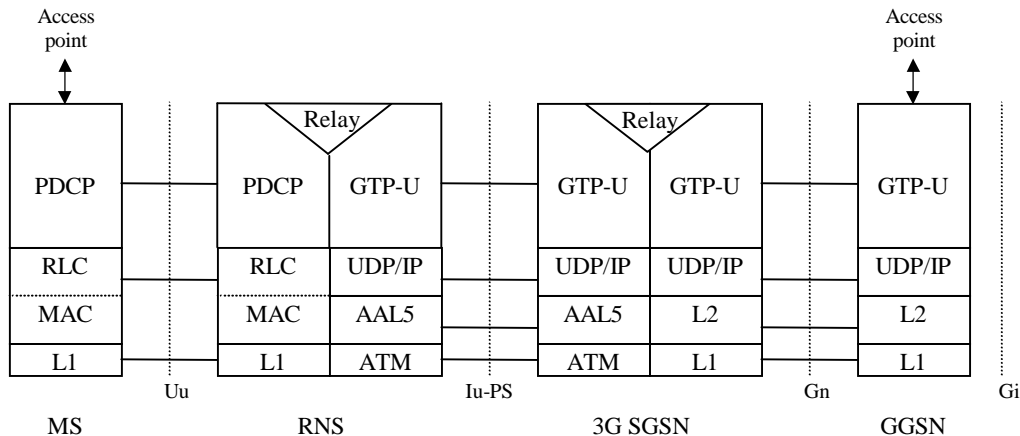 Access
point
Access
point
Relay
Relay
PDCP
PDCP
GTP-U
GTP-U
GTP-U
GTP-U
RLC
RLC
UDP/IP
UDP/IP
UDP/IP
UDP/IP
MAC
MAC
AAL5
AAL5
L2
L2
L1
L1
ATM
ATM
L1
L1
Uu
Iu-PS
Gn
Gi
MS
RNS
3G SGSN
GGSN